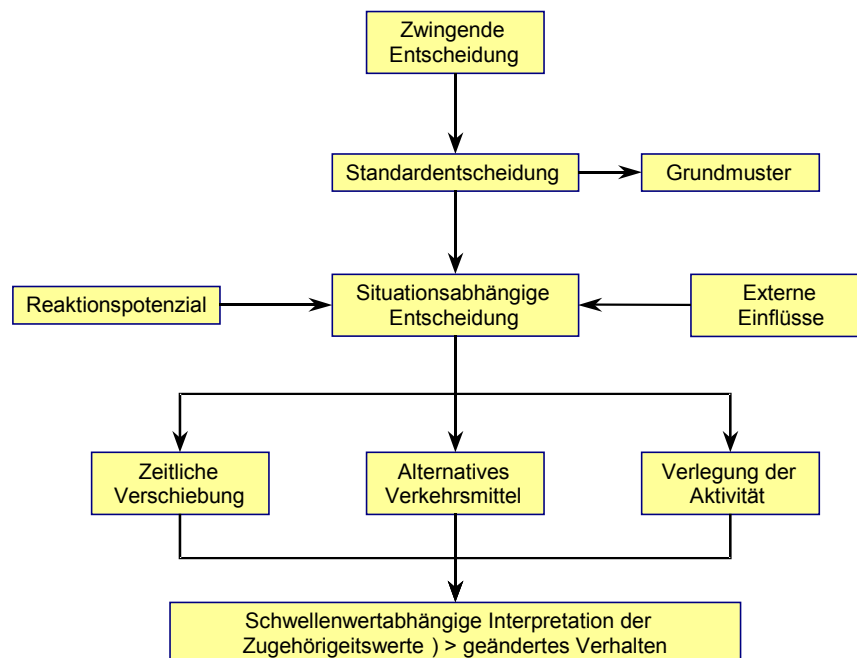 Zwingende
Entscheidung
Standardentscheidung
Grundmuster
Reaktionspotenzial
Situationsabhängige
Entscheidung
Externe
Einflüsse
Zeitliche
Verschiebung
Alternatives
Verkehrsmittel
Verlegung der
Aktivität
Schwellenwertabhängige Interpretation der
Zugehörigeitswerte ) > geändertes Verhalten